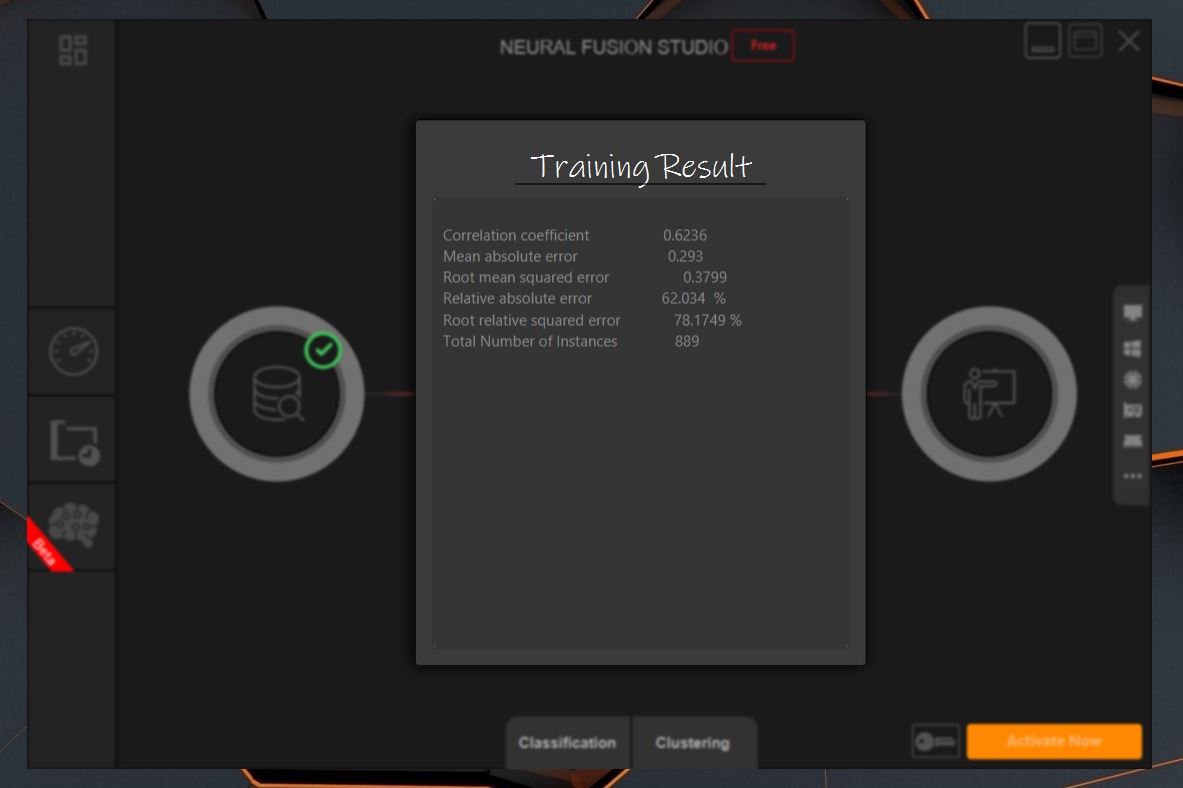 NEURAL FUSION STUDIO Free
Training Result
Correlation coefficient 0.6236
Mean absolute error 0.293
Root mean squared error 0.3799
Relative absolute error 62.034 %
Root relative squared error 78.1749 %
Total Number of Instances 889
Beta
Classification Clustering
Activate Now